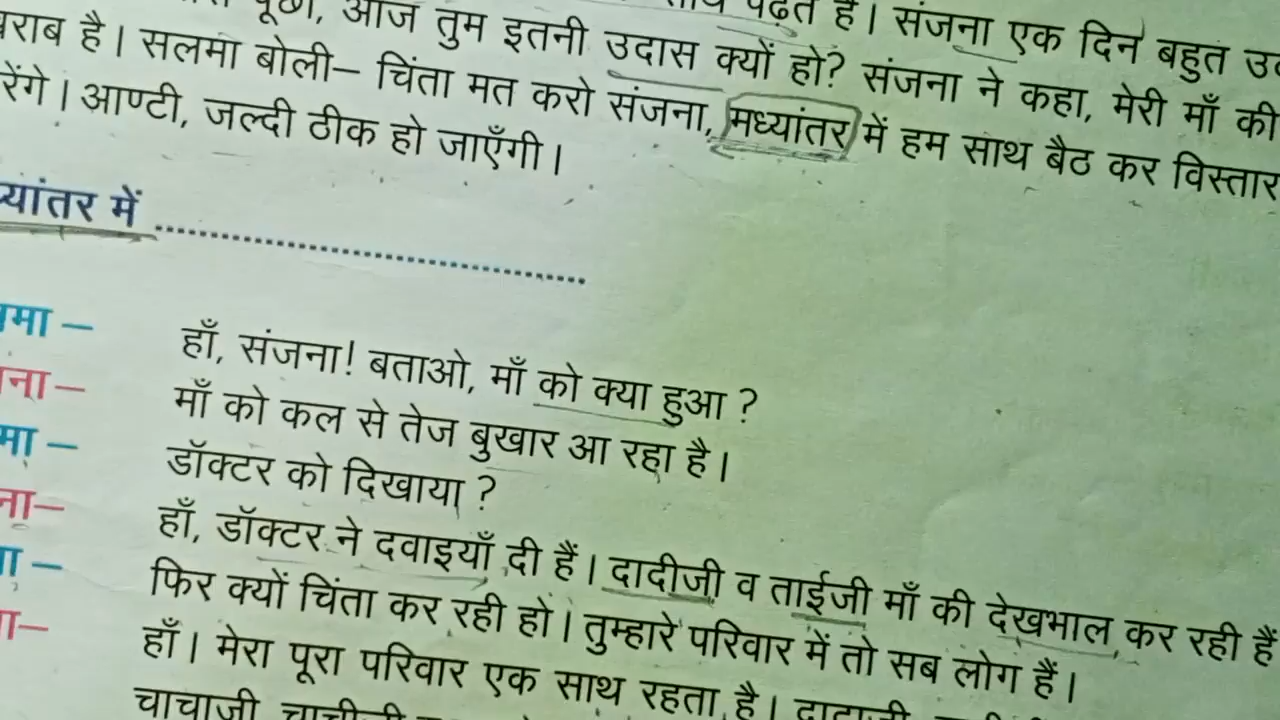 पढ़ते हैं। संजना एक दिन बहुत
पूछा, आज तुम इतनी उदास क्यों हो? संजना ने कहा, मेरी माँ की
है। सलमा बोली– चिंता मत करो संजना, मध्यांतर में हम साथ बैठ कर विस्तार
आण्टी, जल्दी ठीक हो जाएँगी।
में ........................................
हाँ, संजना! बताओ, माँ को क्या हुआ ?
माँ को कल से तेज बुखार आ रहा है।
डॉक्टर को दिखाया ?
हाँ, डॉक्टर ने दवाइयाँ दी हैं। दादीजी व ताईजी माँ की देखभाल कर रही हैं
फिर क्यों चिंता कर रही हो। तुम्हारे परिवार में तो सब लोग हैं।
हाँ। मेरा पूरा परिवार एक साथ रहता है।
चाचाजी